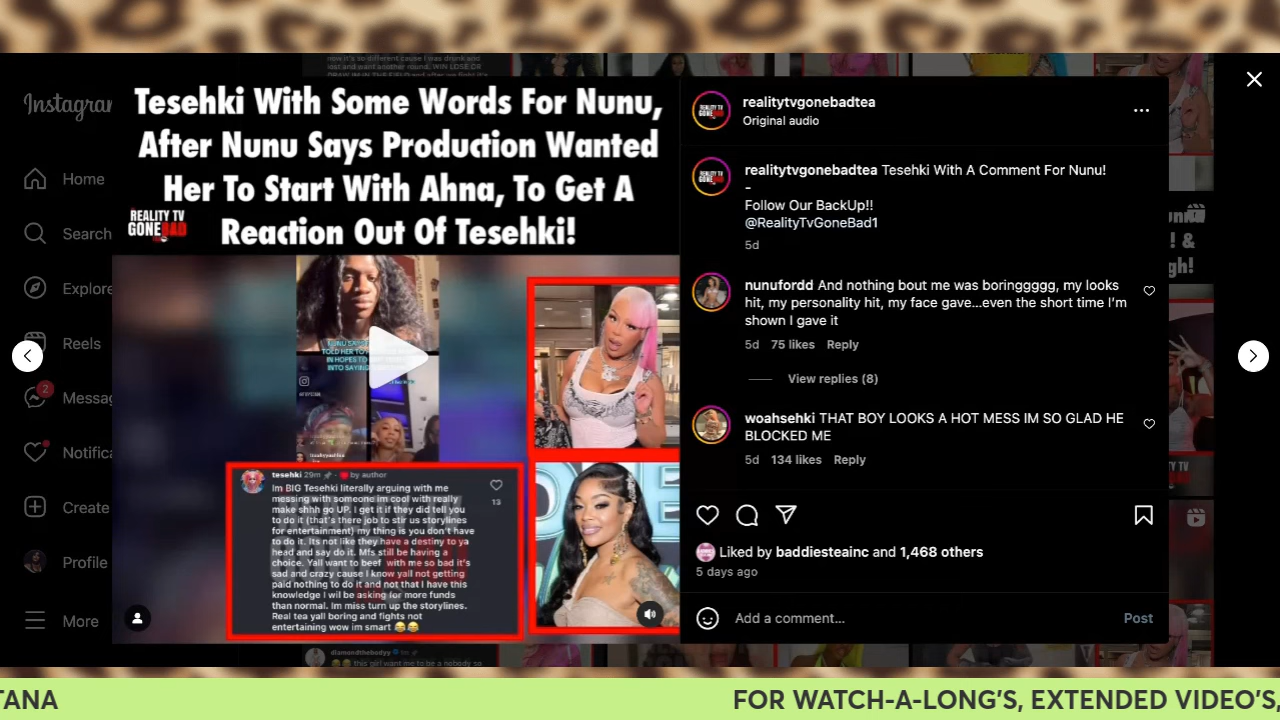 Instagram
Home
Search
Explore
Reels
Messag
Notifica
Create
Profile
More
2
Tesehki With Some Words For Nunu,
After Nunu Says Production Wanted
Her To Start With Ahna, To Get A
Reaction Out Of Tesehki!
REALITY TV
GONE BAD
tesehki 29m · by author
Im BIG Tesehki literally arguing with me
messing with someone im cool with really
make shhh go UP. I get it if they did tell you
to do it (that's there job to stir us storylines
for entertainment) my thing is you don't have
to do it. Its not like they have a destiny to ya
head and say do it. Mfs still be having a
choice. Yall want to beef with me so bad it's
sad and crazy cause I know yall not getting
paid nothing to do it and not that I have this
knowledge I wil be asking for more funds
than normal. Im miss turn up the storylines.
Real tea yall boring and fights not
entertaining wow im smart 😂😂
13
realitytvgonebadtea
Original audio
realitytvgonebadtea Tesehki With A Comment For Nunu!
-
Follow Our BackUp!!
@RealityTvGoneBad1
5d
nunufordd And nothing bout me was boringgggg, my looks
hit, my personality hit, my face gave...even the short time I'm
shown I gave it
5d 75 likes Reply
View replies (8)
woahsehki THAT BOY LOOKS A HOT MESS IM SO GLAD HE
BLOCKED ME
5d 134 likes Reply
Liked by baddiesteainc and 1,468 others
5 days ago
Add a comment...
Post
TANA
FOR WATCH-A-LONG'S, EXTENDED VIDEO'S,